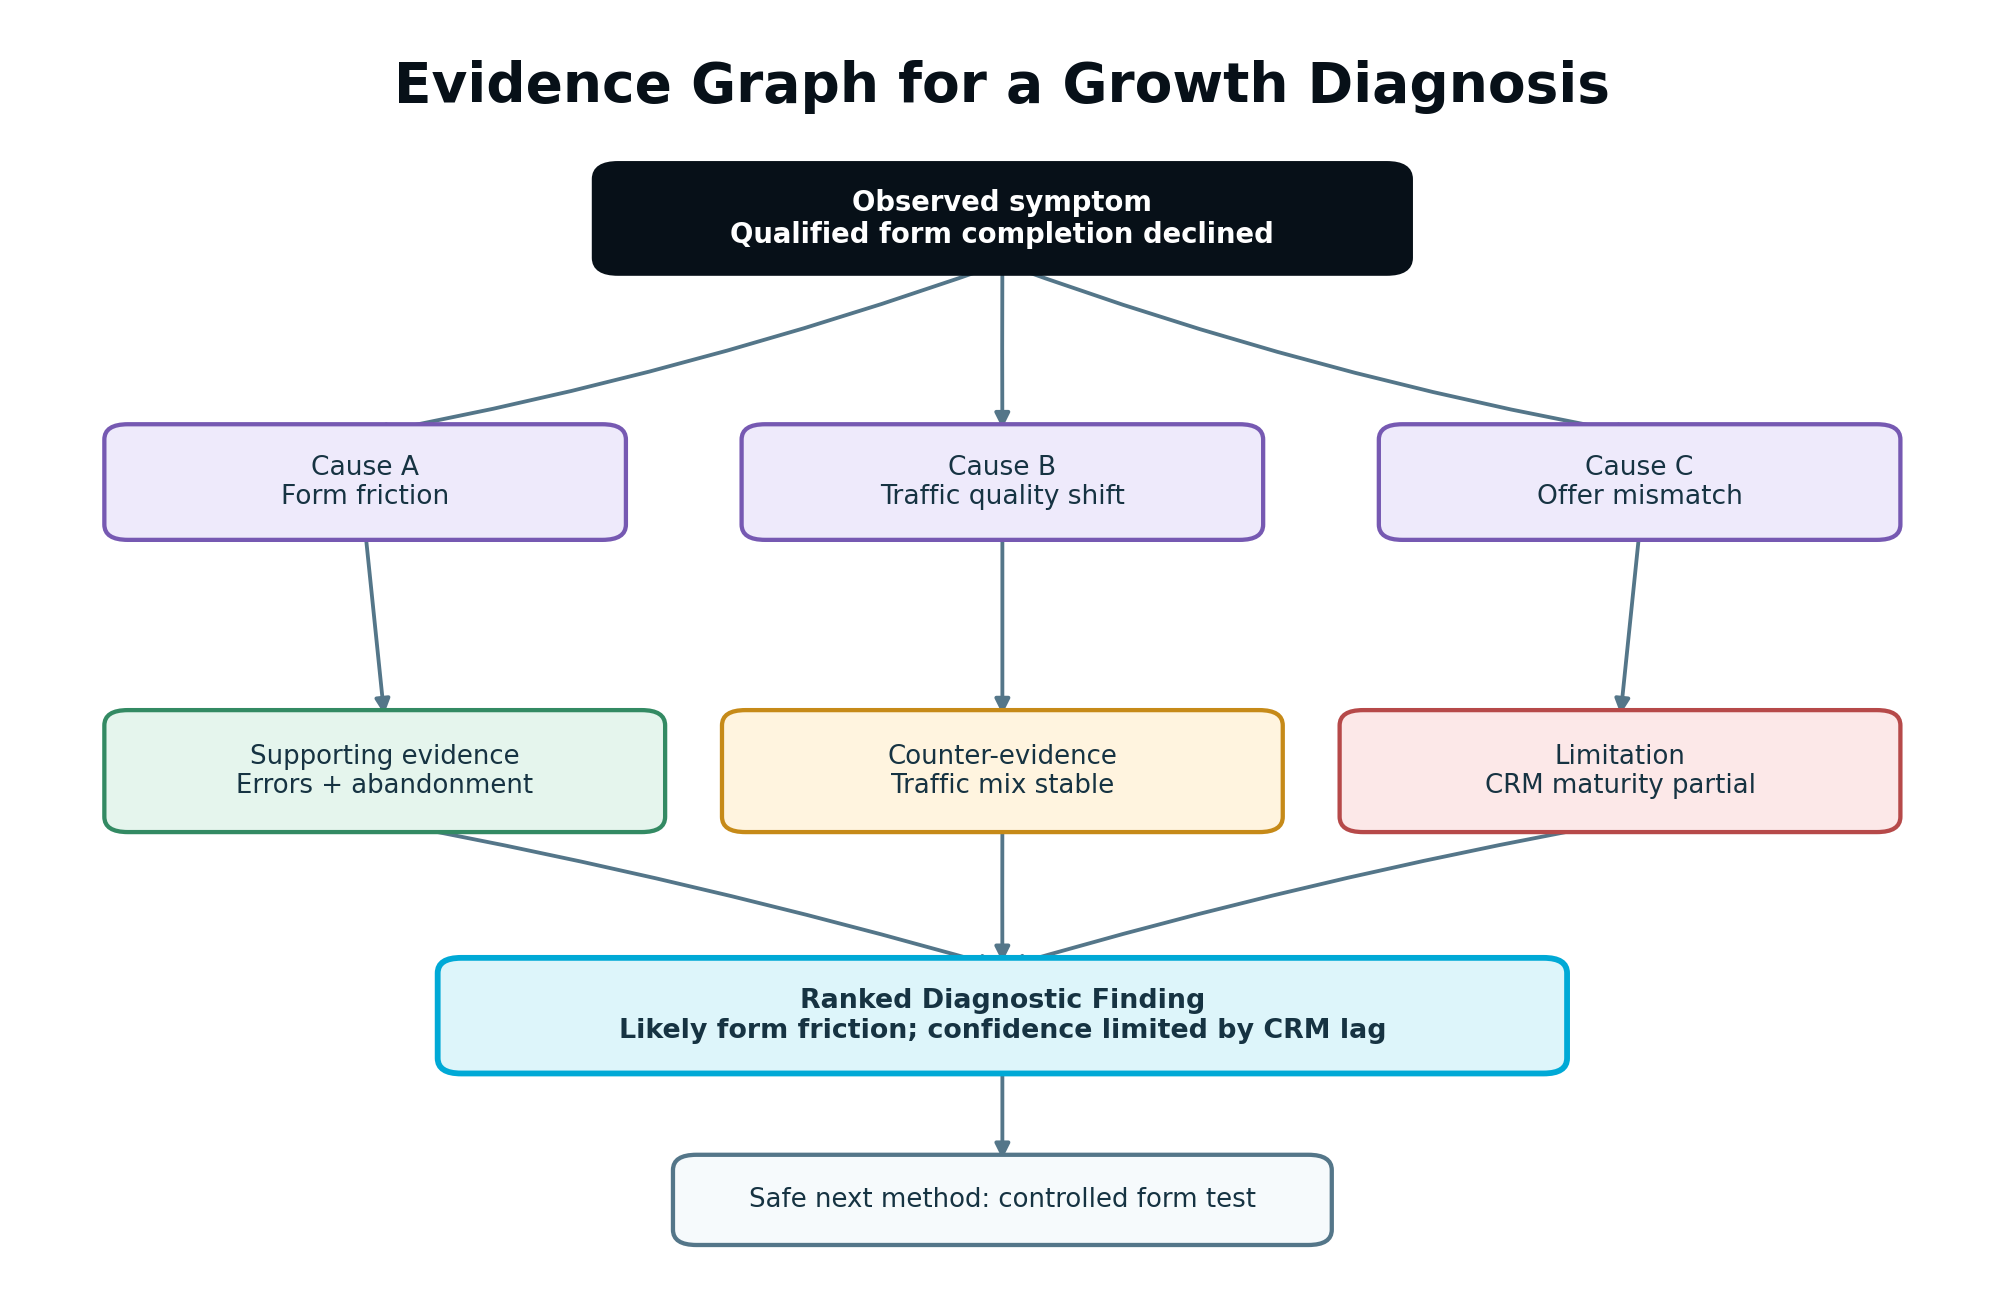 Evidence Graph for a Growth Diagnosis
Observed symptom
Qualified form completion declined
Cause A
Form friction
Cause B
Traffic quality shift
Cause C
Offer mismatch
Supporting evidence
Errors + abandonment
Counter-evidence
Traffic mix stable
Limitation
CRM maturity partial
Ranked Diagnostic Finding
Likely form friction; confidence limited by CRM lag
Safe next method: controlled form test